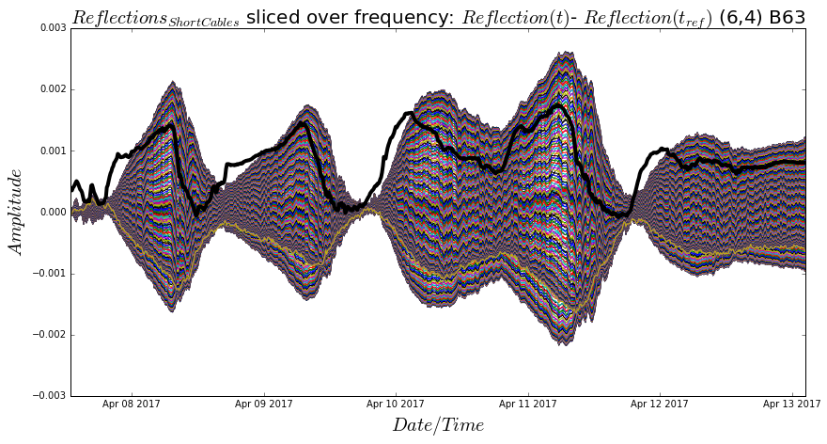 Reflections_ShortCables sliced over frequency: Reflection(t)- Reflection(t_ref) (6,4) B63
0.003
0.002
0.001
0.000
−0.001
−0.002
−0.003
Amplitude
Apr 08 2017 Apr 09 2017 Apr 10 2017 Apr 11 2017 Apr 12 2017 Apr 13 2017
Date/Time